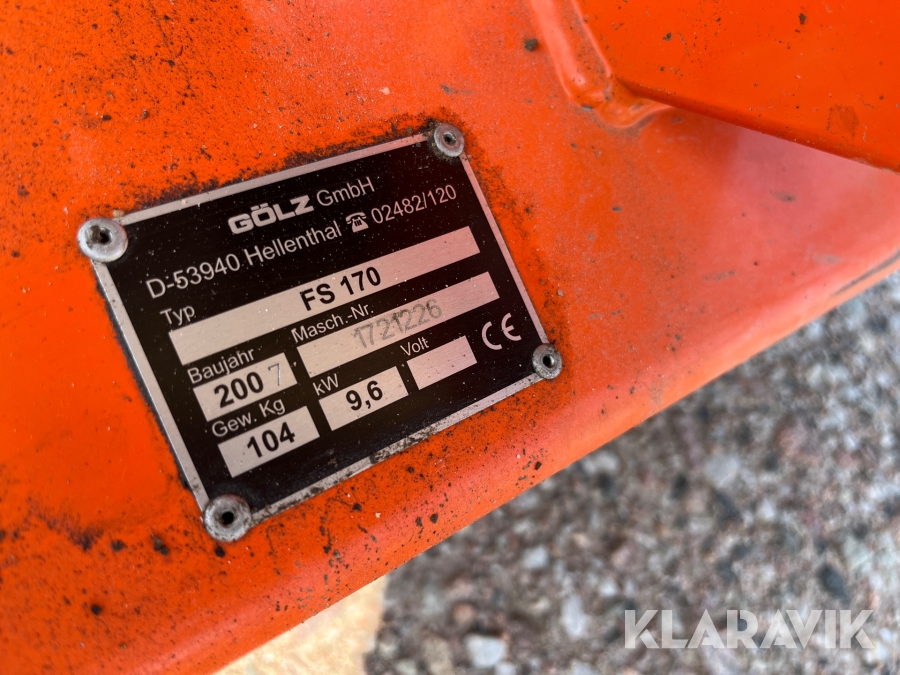 GÖLZ GmbH
D-53940 Hellenthal ☎ 02482/120
Typ FS 170
Masch.-Nr. 1721226
Baujahr 2007
Volt
kW 9,6
Gew. Kg 104
CE
KLARAVIK